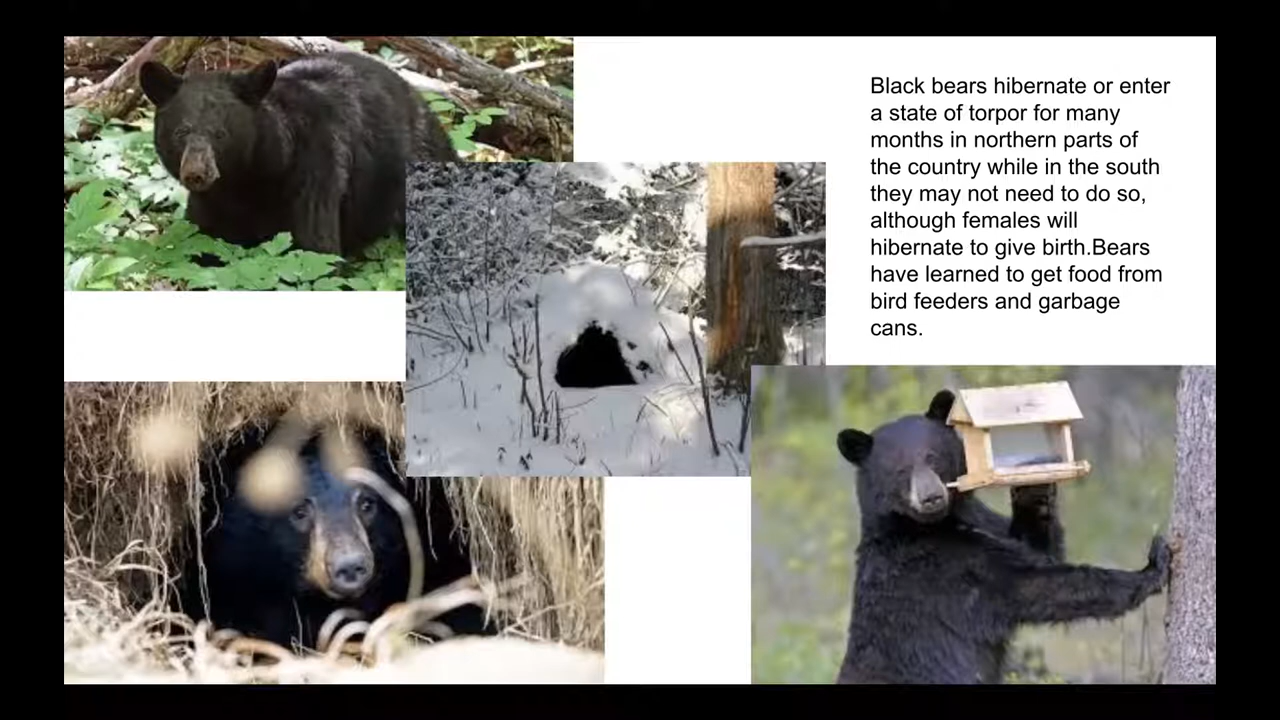 Black bears hibernate or enter
a state of torpor for many
months in northern parts of
the country while in the south
they may not need to do so,
although females will
hibernate to give birth.Bears
have learned to get food from
bird feeders and garbage
cans.